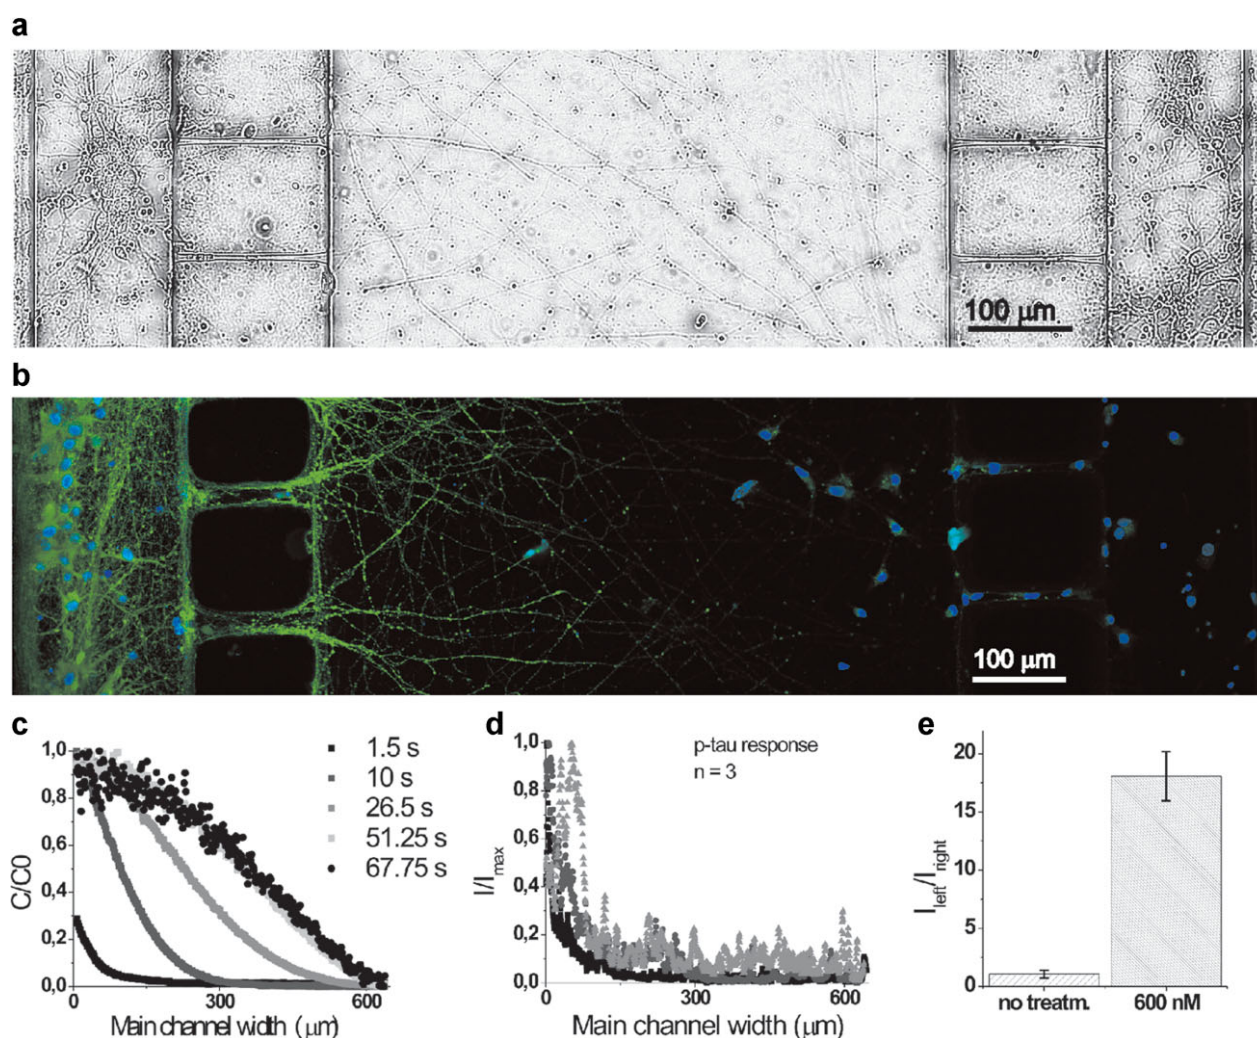 a
100 µm
b
100 µm
c
1,0
0,8
0,6
0,4
0,2
0,0
C/C0
0
300
600
Main channel width (µm)
1.5 s
10 s
26.5 s
51.25 s
67.75 s
d
1,0
0,8
0,6
0,4
0,2
0,0
I/Imax
0
300
600
Main channel width (µm)
p-tau response
n = 3
e
20
15
10
5
0
Ileft/Iright
no treatm.
600 nM